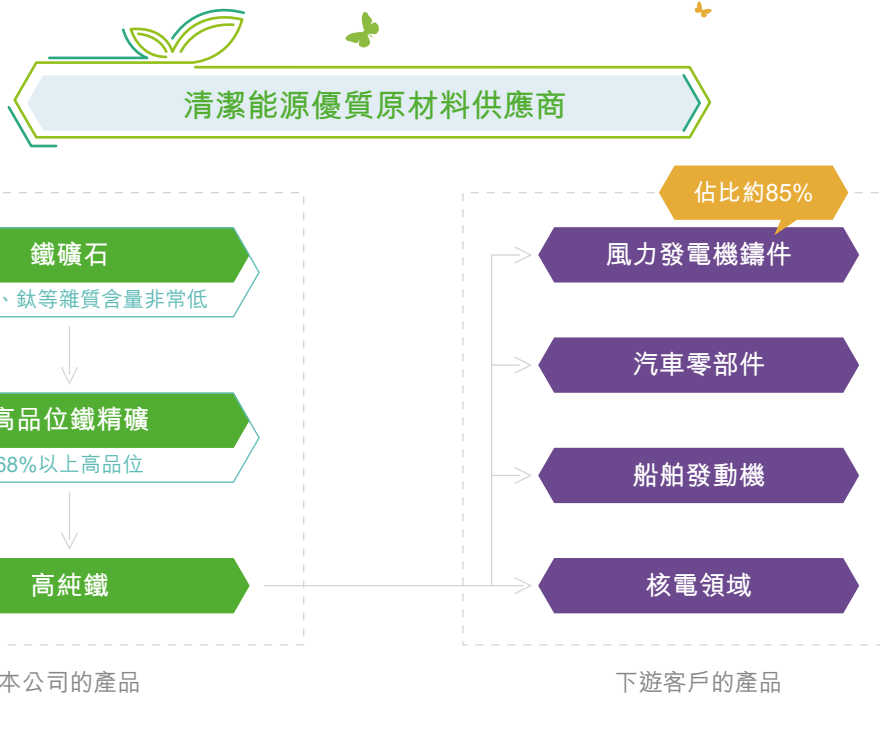 清潔能源優質原材料供應商
佔比約85%
鐵礦石
、鈦等雜質含量非常低
高品位鐵精礦
68%以上高品位
高純鐵
本公司的產品
風力發電機鑄件
汽車零部件
船舶發動機
核電領域
下遊客戶的產品